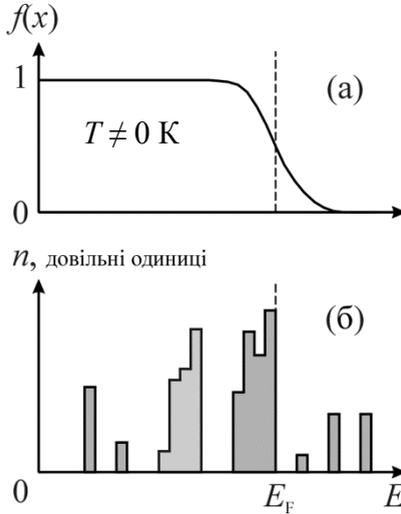 f(x)
1
(а)
T ≠ 0 К
0
n, довільні одиниці
(б)
0
E_F
E